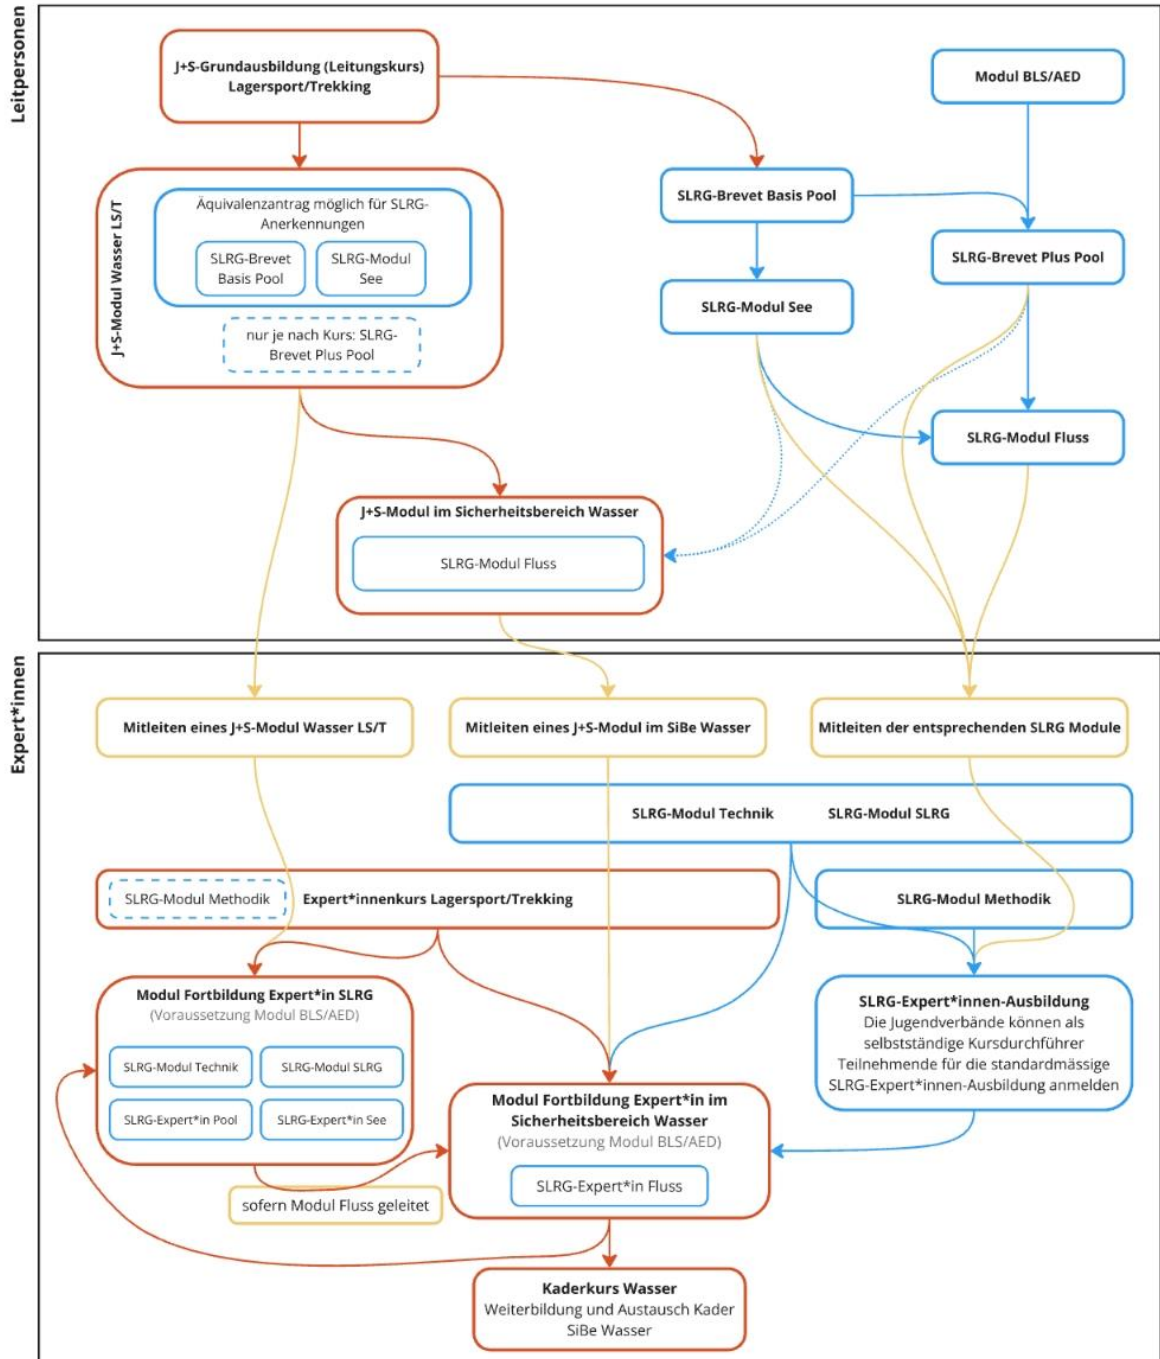 Leitpersonen
J+S-Grundausbildung (Leitungskurs)
Lagersport/Trekking
Modul BLS/AED
J+S-Modul Wasser LS/T
Äquivalenzantrag möglich für SLRG-
Anerkennungen
SLRG-Brevet
Basis Pool
SLRG-Modul
See
nur je nach Kurs: SLRG-
Brevet Plus Pool
SLRG-Brevet Basis Pool
SLRG-Brevet Plus Pool
SLRG-Modul See
SLRG-Modul Fluss
J+S-Modul im Sicherheitsbereich Wasser
SLRG-Modul Fluss
Expert*innen
Mitleiten eines J+S-Modul Wasser LS/T
Mitleiten eines J+S-Modul im SiBe Wasser
Mitleiten der entsprechenden SLRG Module
SLRG-Modul Technik
SLRG-Modul SLRG
SLRG-Modul Methodik
Expert*innenkurs Lagersport/Trekking
SLRG-Modul Methodik
Modul Fortbildung Expert*in SLRG
(Voraussetzung Modul BLS/AED)
SLRG-Modul Technik
SLRG-Modul SLRG
SLRG-Expert*in Pool
SLRG-Expert*in See
SLRG-Expert*innen-Ausbildung
Die Jugendverbände können als
selbstständige Kursdurchführer
Teilnehmende für die standardmässige
SLRG-Expert*innen-Ausbildung anmelden
Modul Fortbildung Expert*in im
Sicherheitsbereich Wasser
(Voraussetzung Modul BLS/AED)
SLRG-Expert*in Fluss
sofern Modul Fluss geleitet
Kaderkurs Wasser
Weiterbildung und Austausch Kader
SiBe Wasser